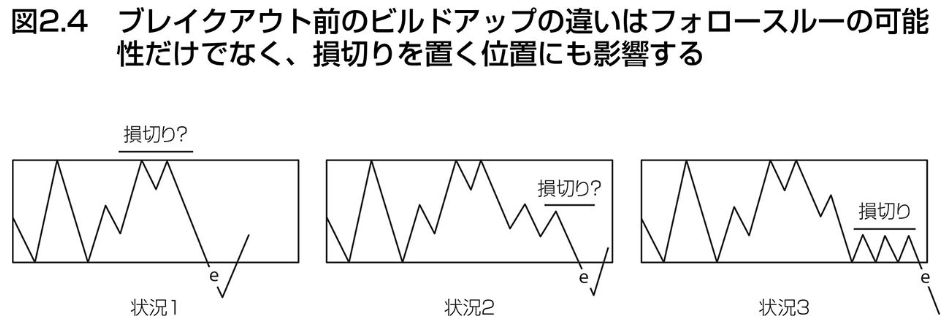 図2.4 ブレイクアウト前のビルドアップの違いはフォロースルーの可能
性だけでなく、損切りを置く位置にも影響する
損切り?
損切り?
損切り
e
e
e
状況1
状況2
状況3